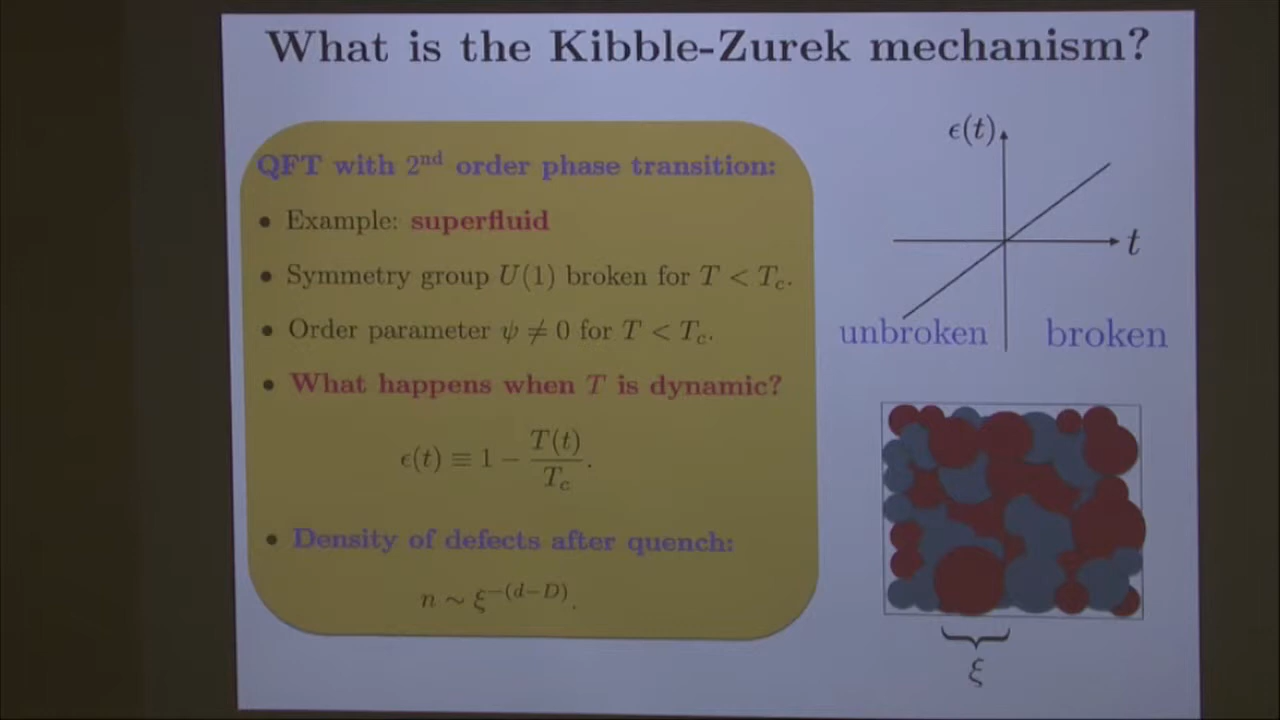 What is the Kibble-Zurek mechanism?
QFT with 2nd order phase transition:
• Example: superfluid
• Symmetry group U(1) broken for T < Tc.
• Order parameter ψ ≠ 0 for T < Tc.
• What happens when T is dynamic?
ϵ(t) ≡ 1 − T(t)/Tc.
• Density of defects after quench:
n ∼ ξ^−(d−D).
ϵ(t)
t
unbroken broken
ξ